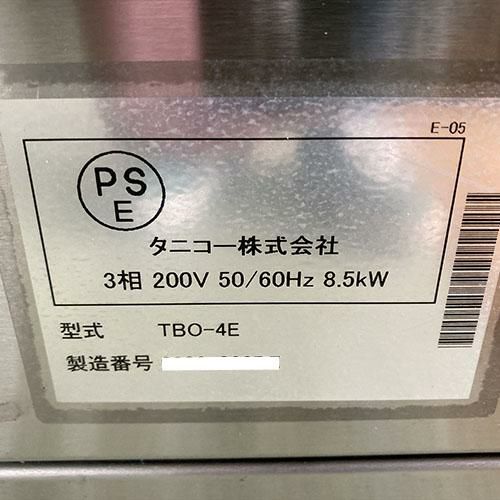 E-05
PS
E
タニコー株式会社
3相 200V 50/60Hz 8.5kW
型式 TBO-4E
製造番号